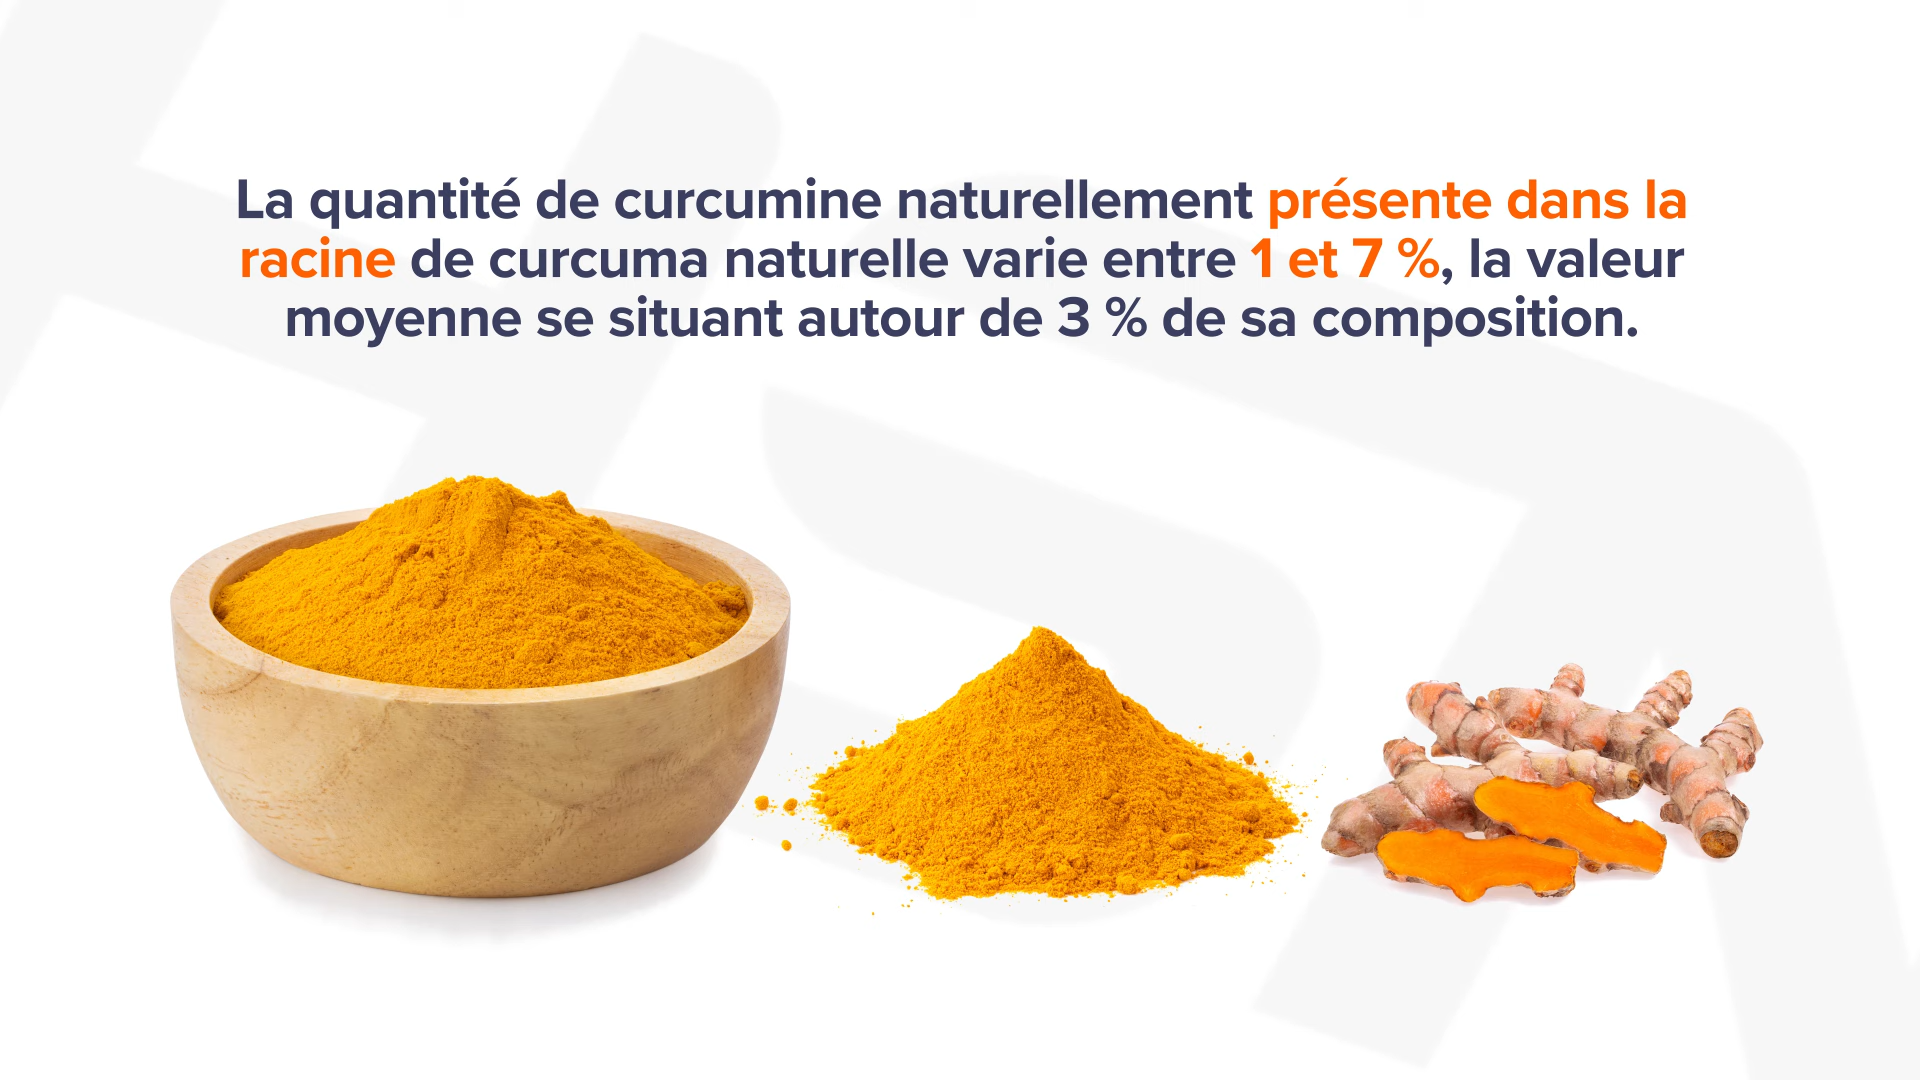 La quantité de curcumine naturellement présente dans la
racine de curcuma naturelle varie entre 1 et 7 %, la valeur
moyenne se situant autour de 3 % de sa composition.